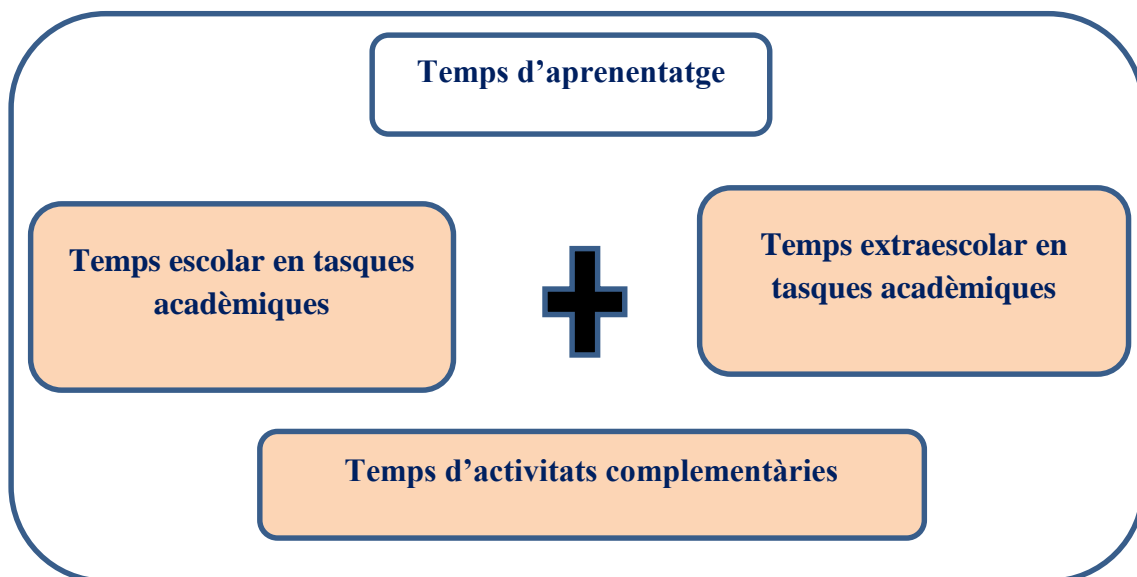 Temps d’aprenentatge
Temps escolar en tasques
acadèmiques
Temps extraescolar en
tasques acadèmiques
Temps d’activitats complementàries